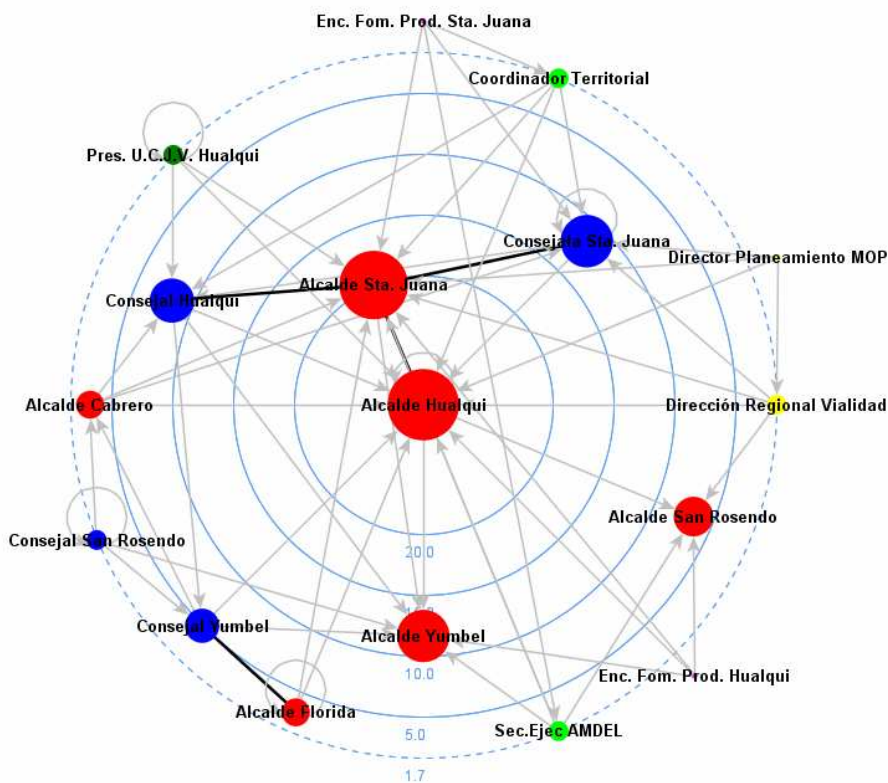 Enc. Fom. Prod. Sta. Juana
Coordinador Territorial
Pres. U.C.J.V. Hualqui
Consejala Sta. Juana
Director Planeamiento MOP
Alcalde Sta. Juana
Consejal Hualqui
Alcalde Cabrero
Alcalde Hualqui
Dirección Regional Vialidad
Alcalde San Rosendo
Consejal San Rosendo
20.0
Consejal Yumbel
Alcalde Yumbel
10.0
Enc. Fom. Prod. Hualqui
Alcalde Florida
Sec.Ejec AMDEL
5.0
1.7